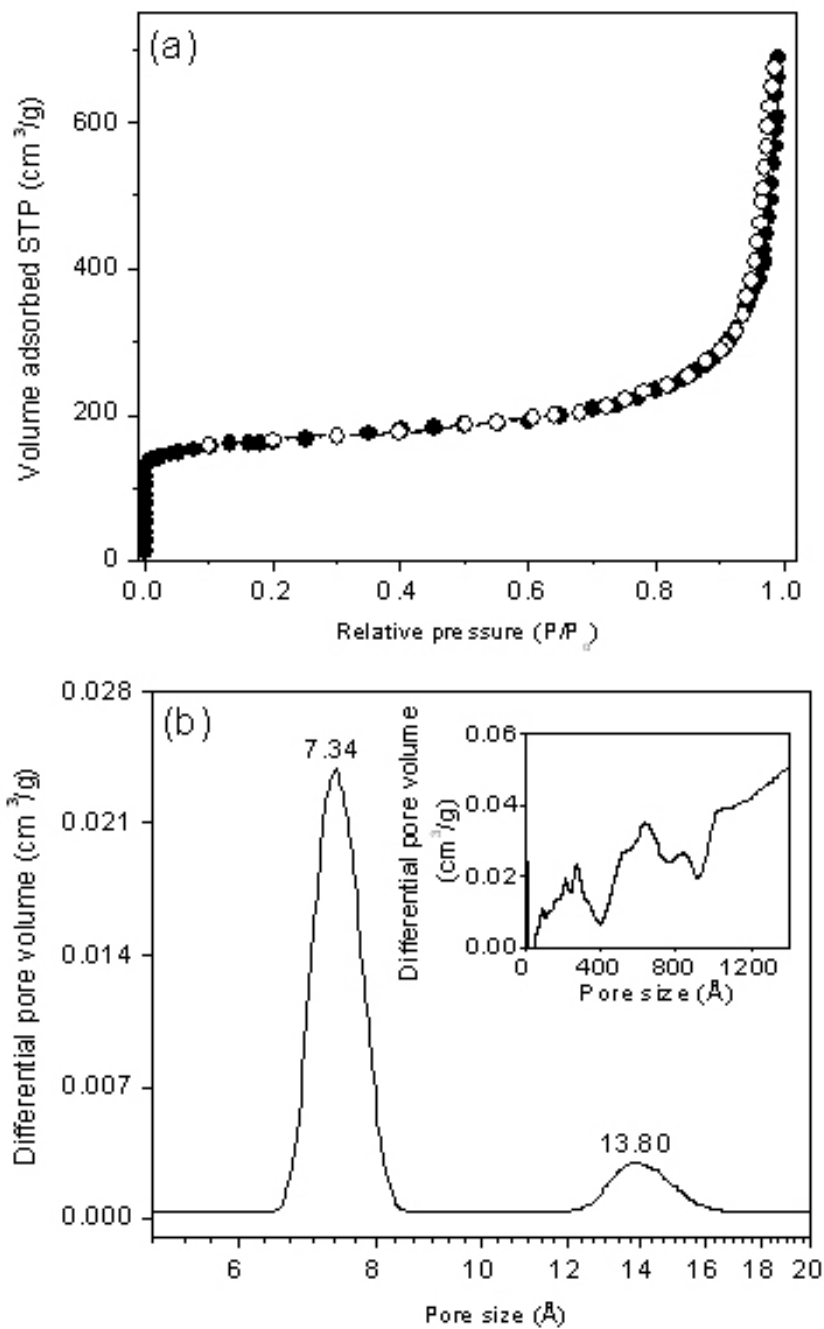 (a)
Volume adsorbed STP (cm³/g)
600
400
200
0
0.0 0.2 0.4 0.6 0.8 1.0
Relative pressure (P/P₀)
(b)
Differential pore volume (cm³/g)
0.028
0.021
0.014
0.007
0.000
7.34
13.80
6 8 10 12 14 16 18 20
Pore size (Å)
Differential pore volume
(cm³/g)
0.06
0.04
0.02
0.00
0 400 800 1200
Pore size (Å)